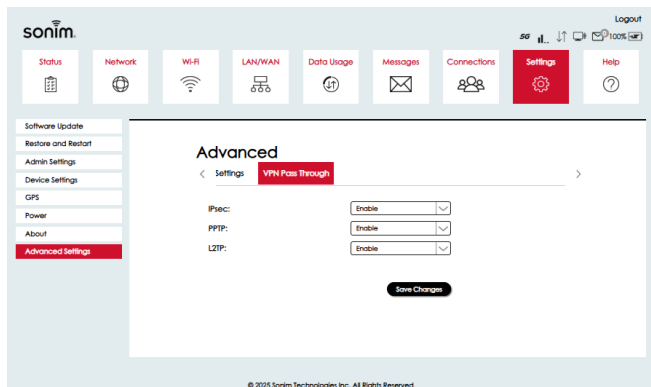 Logout
sonim.
5G 100%
Status Network Wi-Fi LAN/WAN Data Usage Messages Connections Settings Help
Software Update
Restore and Restart
Admin Settings
Device Settings
GPS
Power
About
Advanced Settings
Advanced
Settings VPN Pass Through
IPsec: Enable
PPTP: Enable
L2TP: Enable
Save Changes
© 2025 Sonim Technologies Inc. All Rights Reserved.